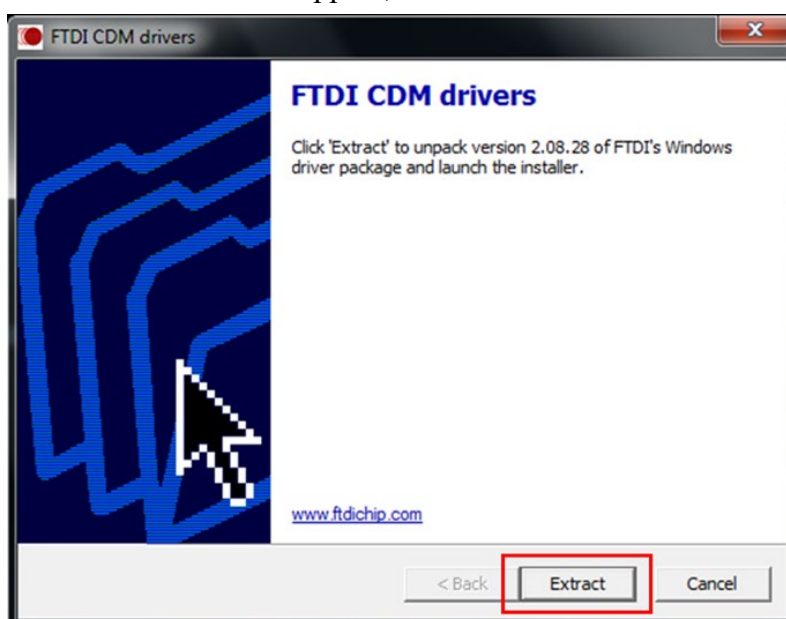 FTDI CDM drivers
x
FTDI CDM drivers
Click 'Extract' to unpack version 2.08.28 of FTDI's Windows
driver package and launch the installer.
www.ftdichip.com
< Back Extract Cancel